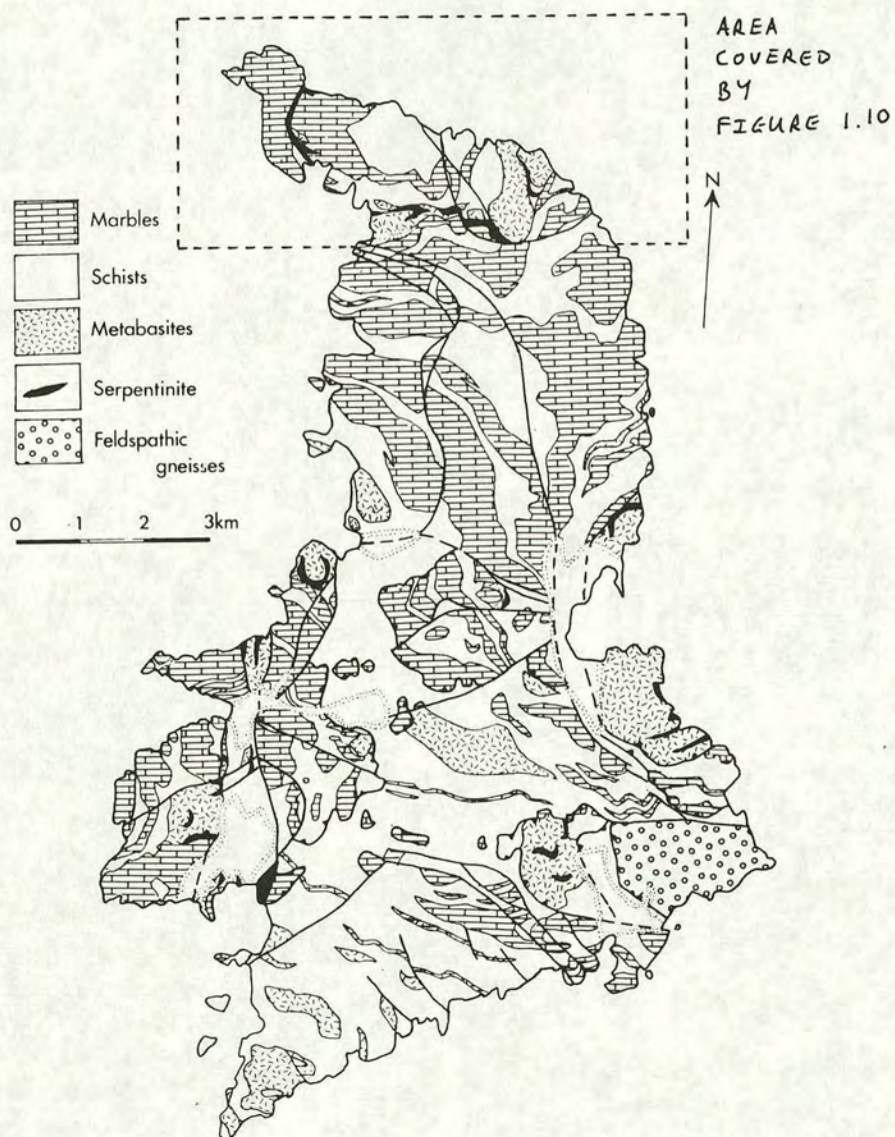 AREA
COVERED
BY
FIGURE 1.10
N
Marbles
Schists
Metabasites
Serpentinite
Feldspathic
gneisses
0 1 2 3km